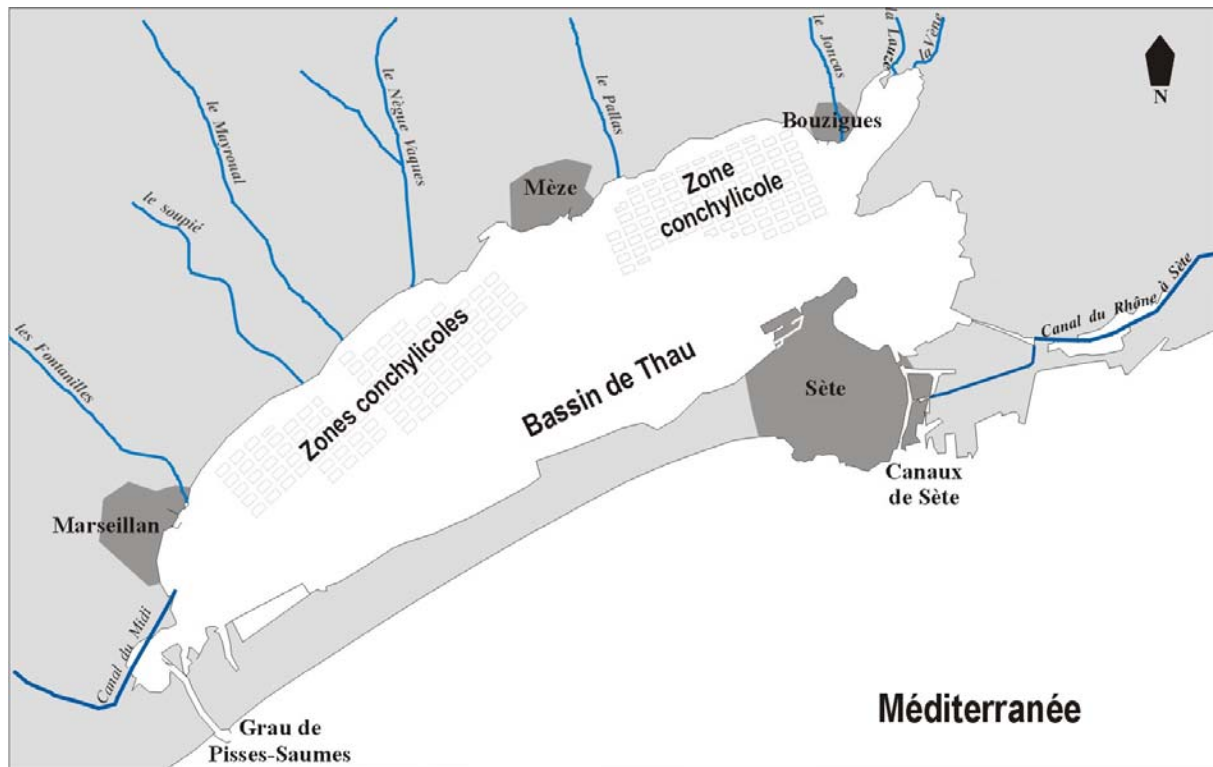 la Lauze
la Vène
le Joncas
le Pallas
le Nègue Vaques
le Mayroual
N
Bouzigues
Mèze
Zone
conchylicole
le soupié
Canal du Rhône à Sète
les Fontanilles
Zones conchylicoles
Bassin de Thau
Sète
Canaux
de Sète
Marseillan
Canal du Midi
Méditerranée
Grau de
Pisses-Saumes